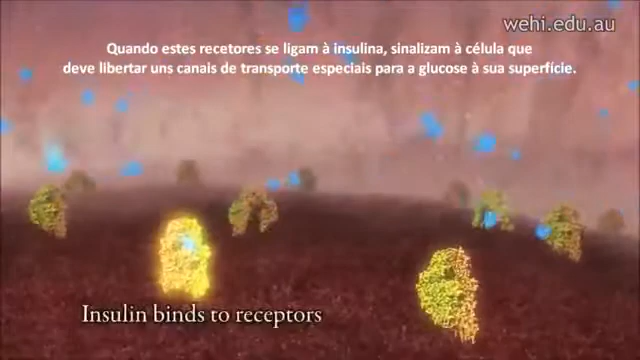 wehi.edu.au
Quando estes recetores se ligam à insulina, sinalizam à célula que
deve libertar uns canais de transporte especiais para a glucose à sua superfície.
Insulin binds to receptors